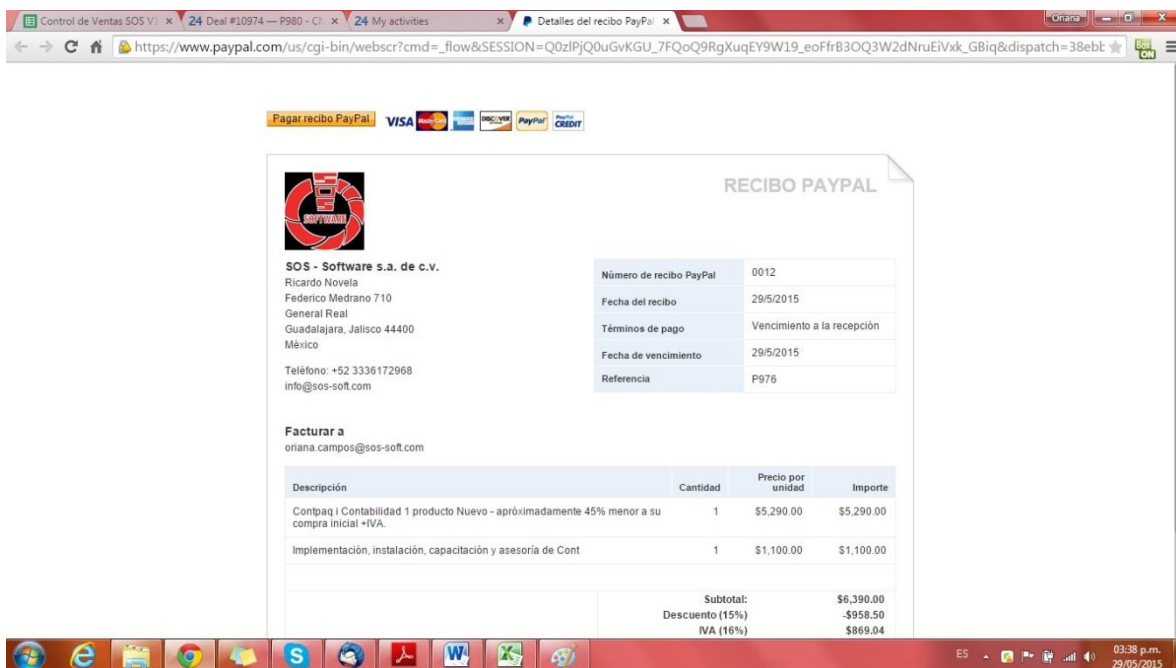 Control de Ventas SOS V1
24 Deal #10974 — P980 - Ch
24 My activities
Detalles del recibo PayPal
Oriana
https://www.paypal.com/us/cgi-bin/webscr?cmd=_flow&SESSION=Q0zlPjQ0uGvKGU_7FQoQ9RgXuqEY9W19_eoFfrB3OQ3W2dNruEiVxk_GBiq&dispatch=38ebb
ON
Pagar recibo PayPal VISA MasterCard DISCOVER PayPal PayPal CREDIT
RECIBO PAYPAL
SOS
SOFTWARE
SOS - Software s.a. de c.v.
Ricardo Novela
Federico Medrano 710
General Real
Guadalajara, Jalisco 44400
México
Teléfono: +52 3336172968
info@sos-soft.com
Número de recibo PayPal 0012
Fecha del recibo 29/5/2015
Términos de pago Vencimiento a la recepción
Fecha de vencimiento 29/5/2015
Referencia P976
Facturar a
oriana.campos@sos-soft.com
Descripción Cantidad Precio por unidad Importe
Contpaq i Contabilidad 1 producto Nuevo - apróximadamente 45% menor a su 1 $5,290.00 $5,290.00
compra inicial +IVA.
Implementación, instalación, capacitación y asesoría de Cont 1 $1,100.00 $1,100.00
Subtotal: $6,390.00
Descuento (15%) -$958.50
IVA (16%) $869.04
ES 03:38 p.m.
29/05/2015